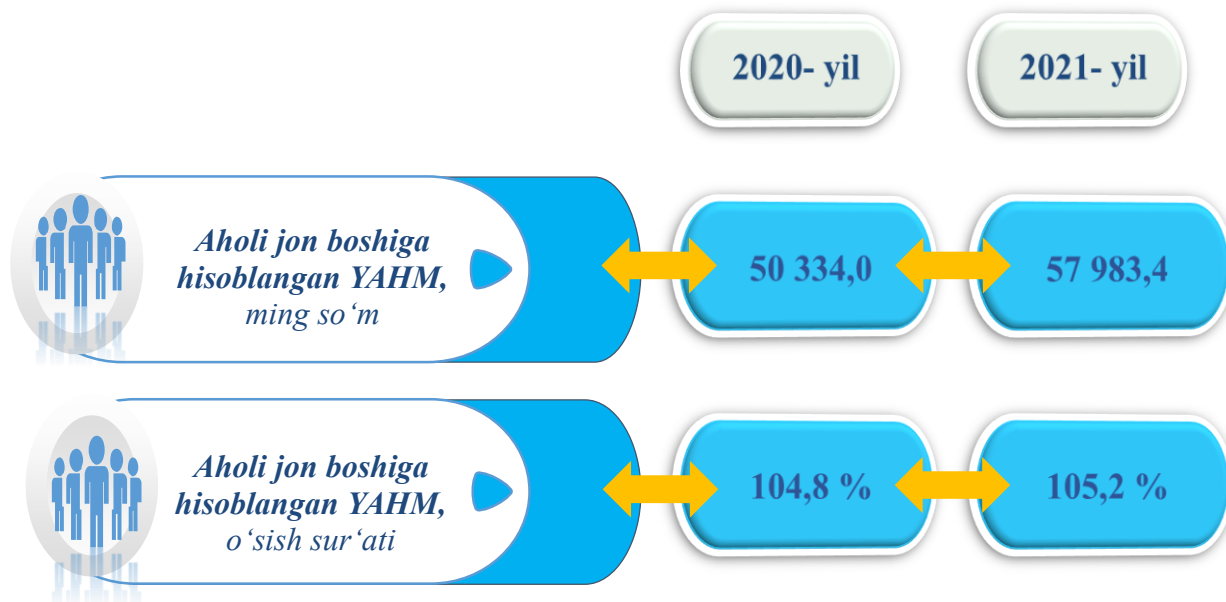 2020- yil
2021- yil
Aholi jon boshiga
hisoblangan YAHM,
ming so‘m
50 334,0
57 983,4
Aholi jon boshiga
hisoblangan YAHM,
o‘sish sur‘ati
104,8 %
105,2 %